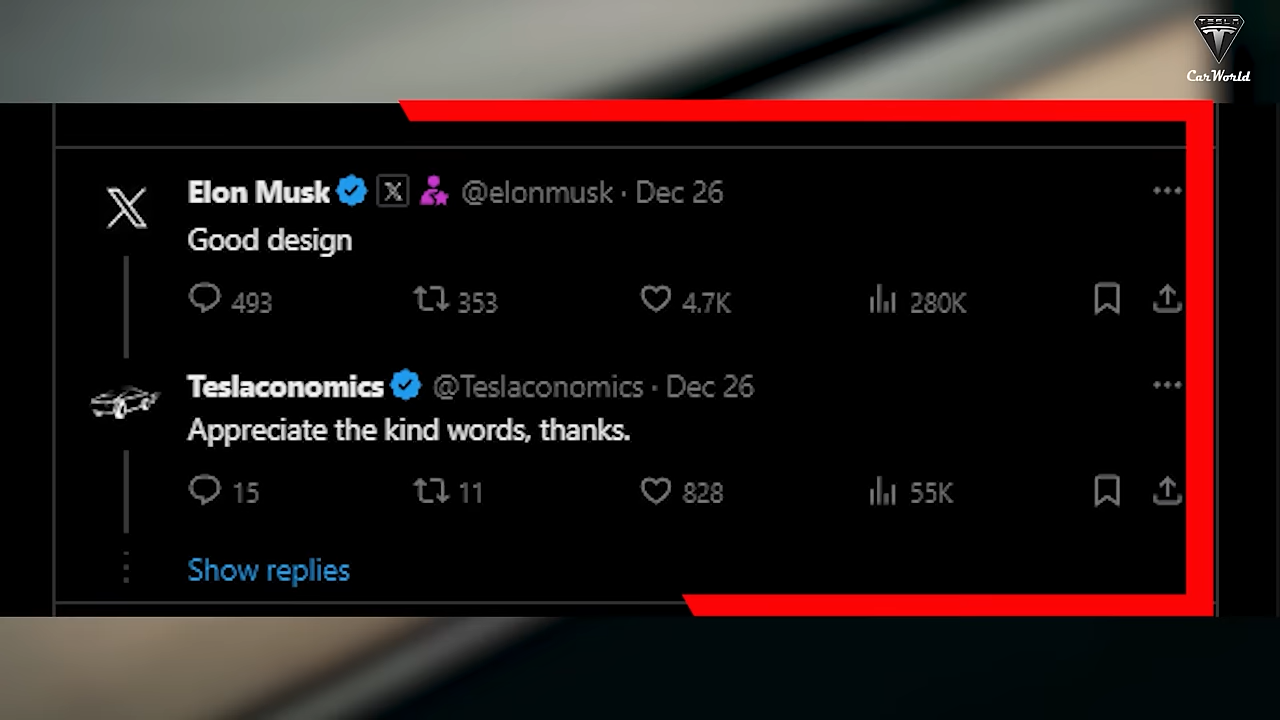 TESLA
CarWorld
Elon Musk @elonmusk · Dec 26
Good design
493 353 4.7K 280K
Teslaconomics @Teslaconomics · Dec 26
Appreciate the kind words, thanks.
15 11 828 55K
Show replies